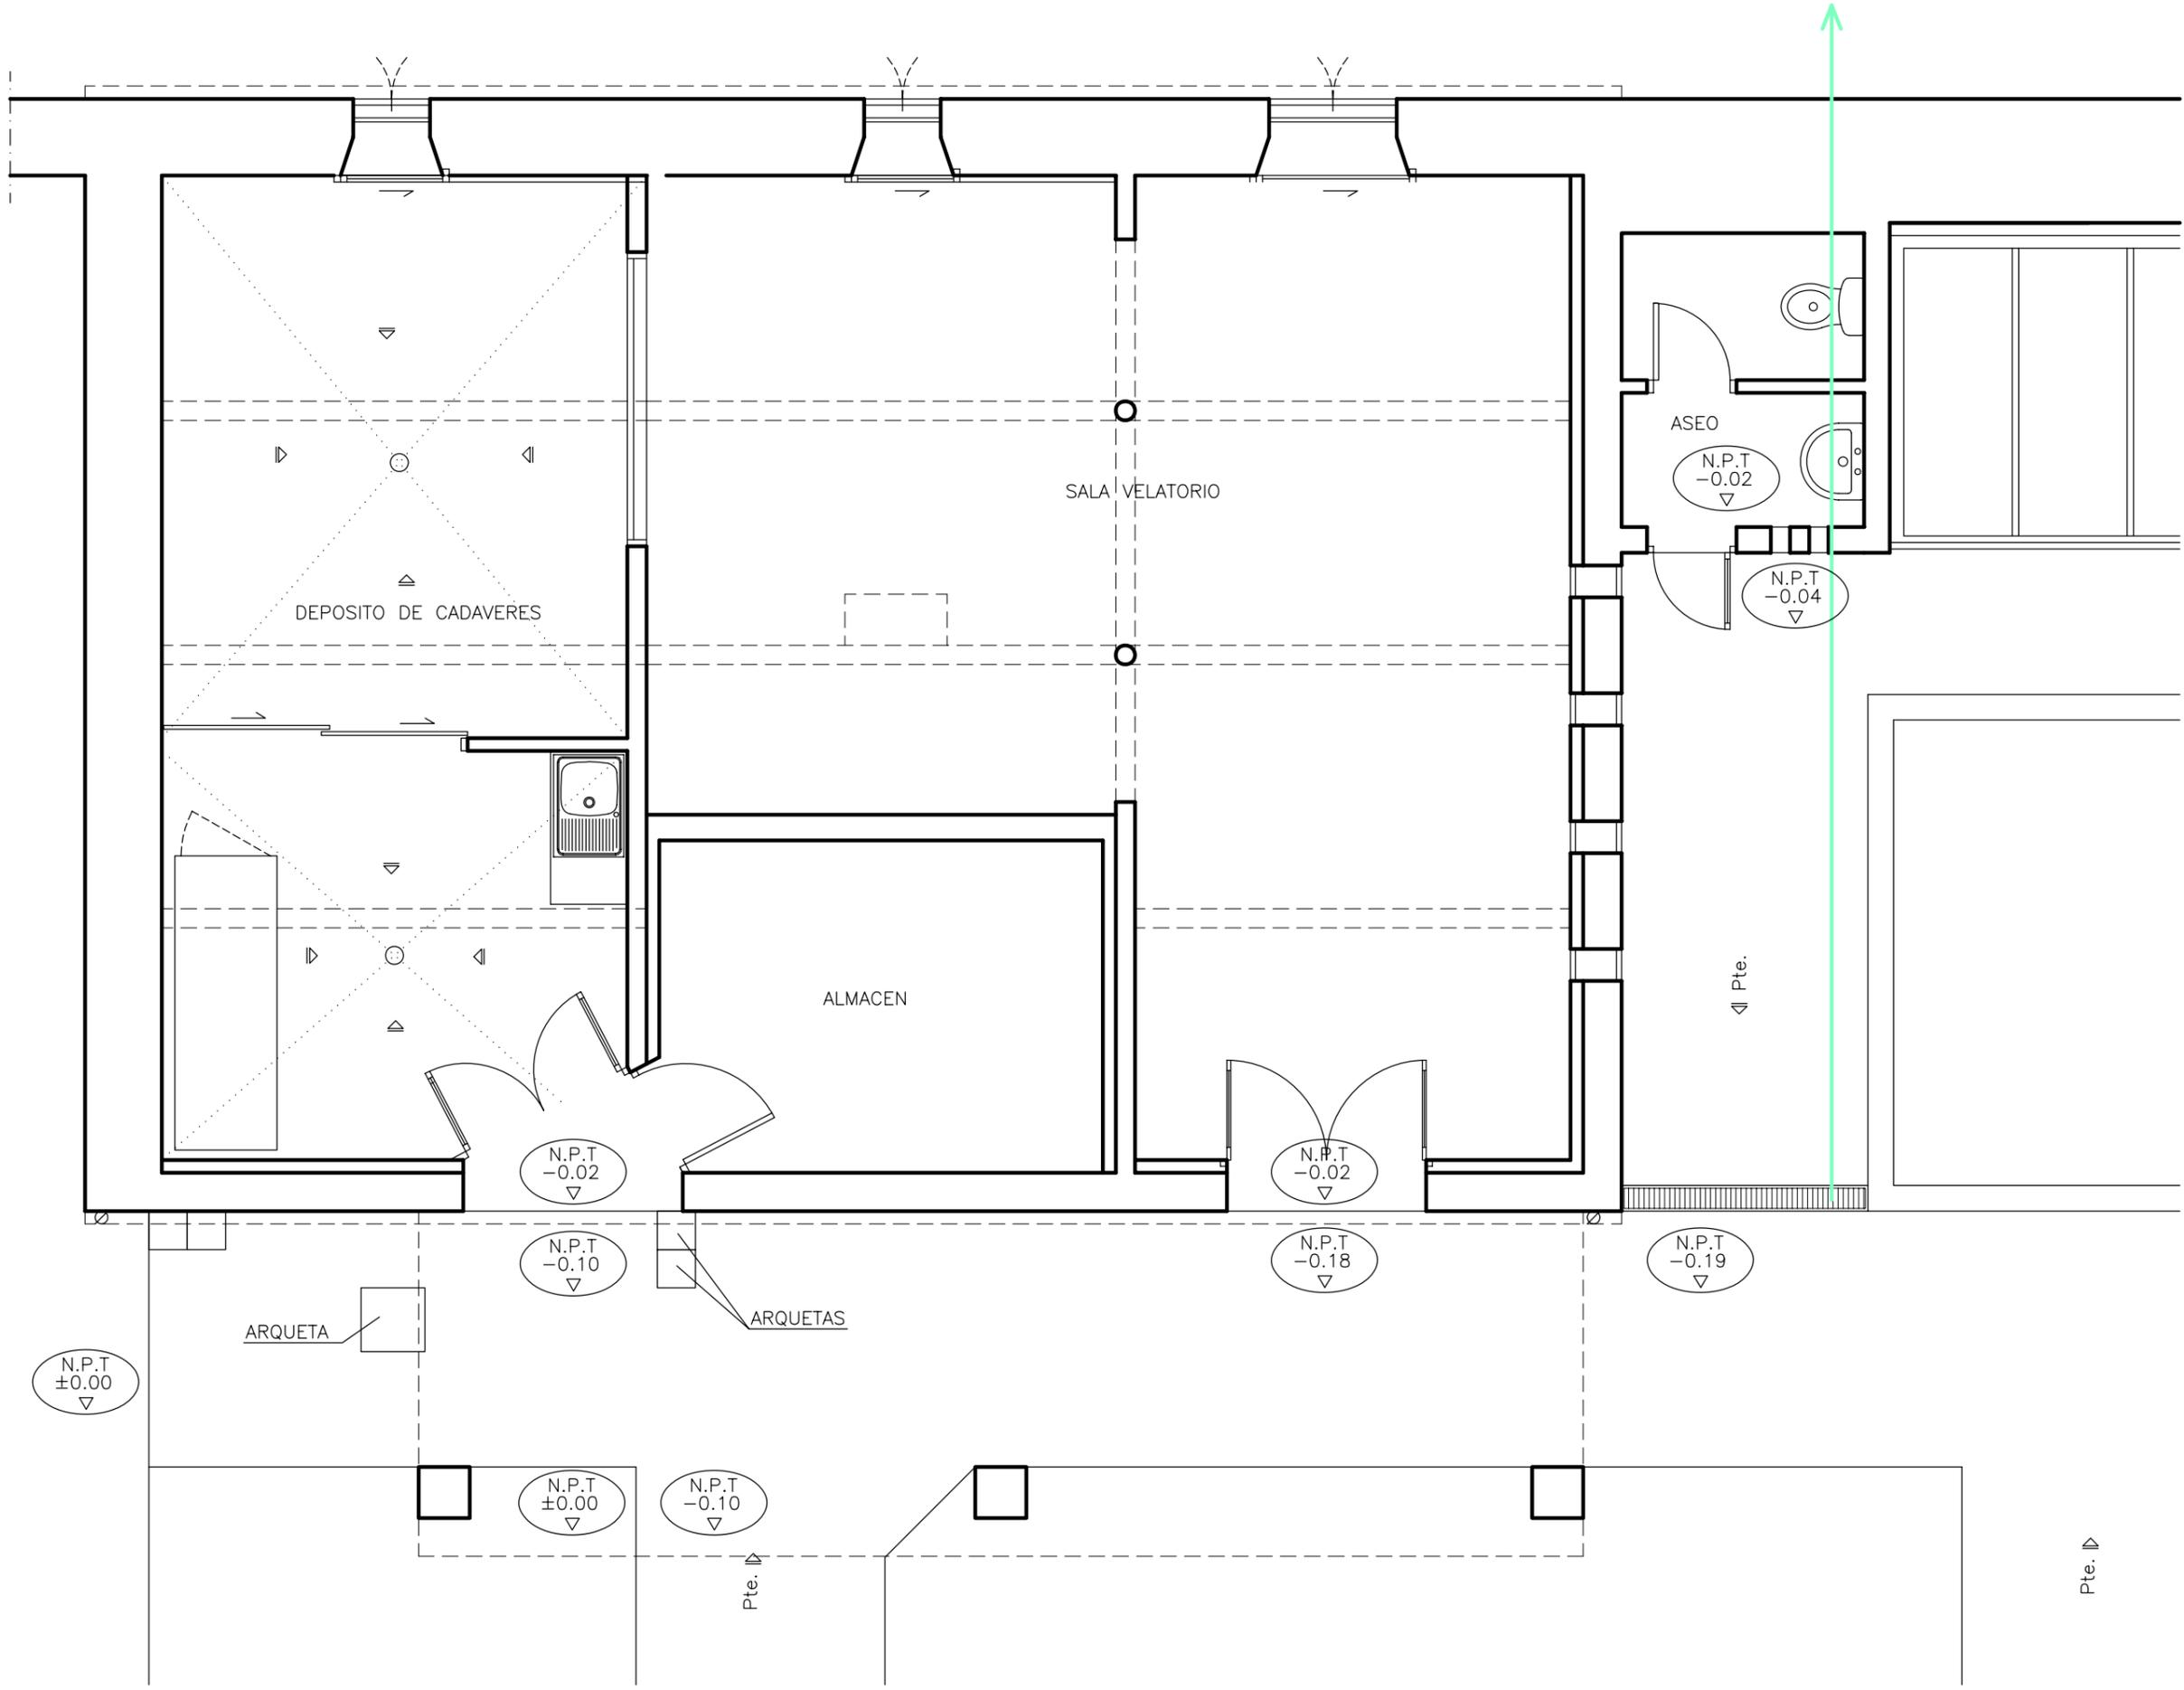 ASEO
N.P.T
−0.02
SALA VELATORIO
N.P.T
−0.04
DEPOSITO DE CADAVERES
Pte.
ALMACEN
N.P.T
−0.02
N.P.T
−0.02
N.P.T
−0.10
N.P.T
−0.18
N.P.T
−0.19
ARQUETA
ARQUETAS
N.P.T
±0.00
N.P.T
±0.00
N.P.T
−0.10
Pte.
Pte.